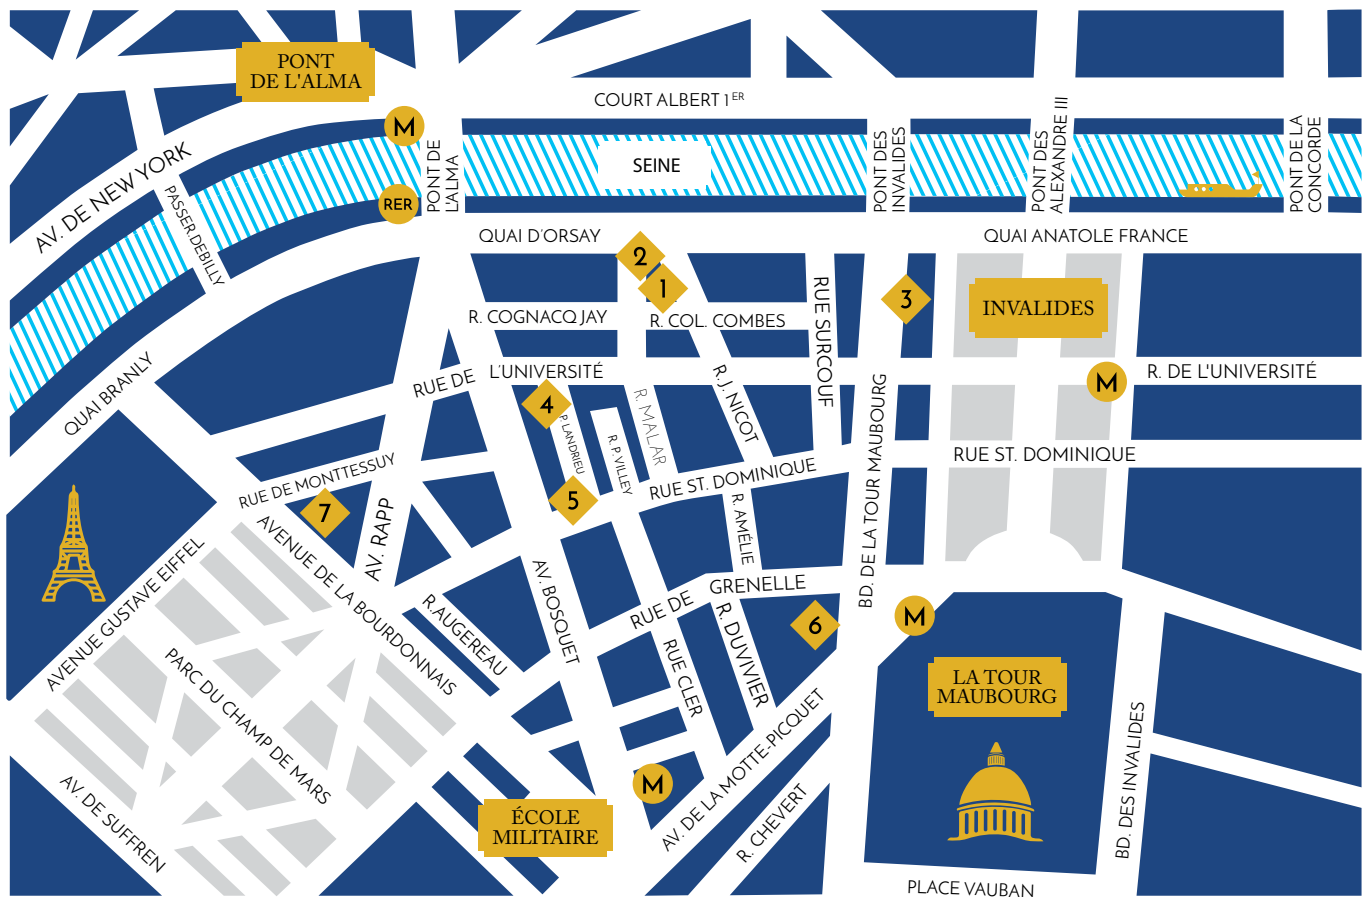 PONT
DE L'ALMA
COURT ALBERT 1ER
M
AV. DE NEW YORK
PASSER.DEBILLY
RER
PONT DE
L'ALMA
SEINE
PONT DES
INVALIDES
PONT DES
ALEXANDRE III
PONT DE LA
CONCORDE
QUAI D'ORSAY
QUAI ANATOLE FRANCE
2
1
3
INVALIDES
R. COGNACQ JAY
R. COL. COMBES
RUE SURCOUF
QUAI BRANLY
RUE DE
L'UNIVERSITÉ
R. DE L'UNIVERSITÉ
M
4
P. LANDRIEU
R. P. VILLEY
R. MALAR
R. J. NICOT
BD. DE LA TOUR MAUBOURG
RUE ST. DOMINIQUE
RUE ST. DOMINIQUE
RUE DE MONTTESSUY
7
5
AV. RAPP
R. AMÉLIE
AVENUE GUSTAVE EIFFEL
AVENUE DE LA BOURDONNAIS
AV. BOSQUET
R.AUGEREAU
RUE DE
GRENELLE
6
M
R. DUVIVIER
RUE CLER
PARC DU CHAMP DE MARS
LA TOUR
MAUBOURG
AV. DE SUFFREN
M
ÉCOLE
MILITAIRE
AV. DE LA MOTTE-PICQUET
R. CHEVERT
BD. DES INVALIDES
PLACE VAUBAN